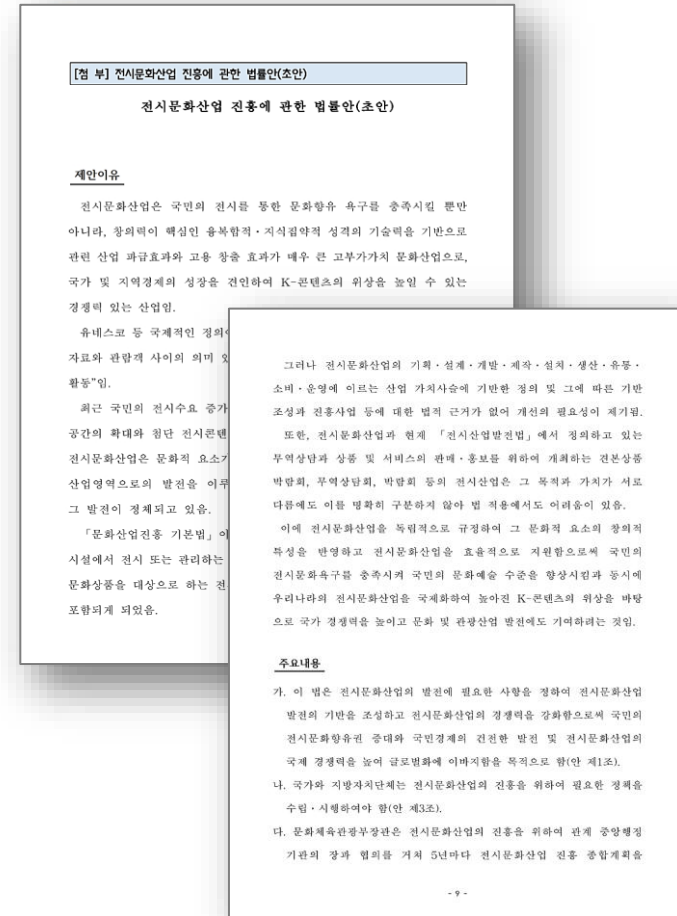 [첨 부] 전시문화산업 진흥에 관한 법률안(초안)
전시문화산업 진흥에 관한 법률안(초안)
제안이유
전시문화산업은 국민의 전시를 통한 문화향유 욕구를 충족시킬 뿐만
아니라, 창의력이 핵심인 융복합적·지식집약적 성격의 기술력을 기반으로
관련 산업 파급효과와 고용 창출 효과가 매우 큰 고부가가치 문화산업으로,
국가 및 지역경제의 성장을 견인하여 K-콘텐츠의 위상을 높일 수 있는
경쟁력 있는 산업임.
유네스코 등 국제적인 정의
자료와 관람객 사이의 의미
활동”임.
최근 국민의 전시수요 증가
공간의 확대와 첨단 전시콘텐
전시문화산업은 문화적 요소가
산업영역으로의 발전을 이루
그 발전이 정체되고 있음.
「문화산업진흥 기본법」이
시설에서 전시 또는 관리하는
문화상품을 대상으로 하는 전
포함되게 되었음.
그러나 전시문화산업의 기획·설계·개발·제작·설치·생산·유통·
소비·운영에 이르는 산업 가치사슬에 기반한 정의 및 그에 따른 기반
조성과 진흥사업 등에 대한 법적 근거가 없어 개선의 필요성이 제기됨.
또한, 전시문화산업과 현재 「전시산업발전법」에서 정의하고 있는
무역상담과 상품 및 서비스의 판매·홍보를 위하여 개최하는 견본상품
박람회, 무역상담회, 박람회 등의 전시산업은 그 목적과 가치가 서로
다름에도 이를 명확히 구분하지 않아 법 적용에서도 어려움이 있음.
이에 전시문화산업을 독립적으로 규정하여 그 문화적 요소의 창의적
특성을 반영하고 전시문화산업을 효율적으로 지원함으로써 국민의
전시문화욕구를 충족시켜 국민의 문화예술 수준을 향상시킴과 동시에
우리나라의 전시문화산업을 국제화하여 높아진 K-콘텐츠의 위상을 바탕
으로 국가 경쟁력을 높이고 문화 및 관광산업 발전에도 기여하려는 것임.
주요내용
가. 이 법은 전시문화산업의 발전에 필요한 사항을 정하여 전시문화산업
발전의 기반을 조성하고 전시문화산업의 경쟁력을 강화함으로써 국민의
전시문화향유권 증대와 국민경제의 건전한 발전 및 전시문화산업의
국제 경쟁력을 높여 글로벌화에 이바지함을 목적으로 함(안 제1조).
나. 국가와 지방자치단체는 전시문화산업의 진흥을 위하여 필요한 정책을
수립·시행하여야 함(안 제3조).
다. 문화체육관광부장관은 전시문화산업의 진흥을 위하여 관계 중앙행정
기관의 장과 협의를 거쳐 5년마다 전시문화산업 진흥 종합계획을
- 9 -